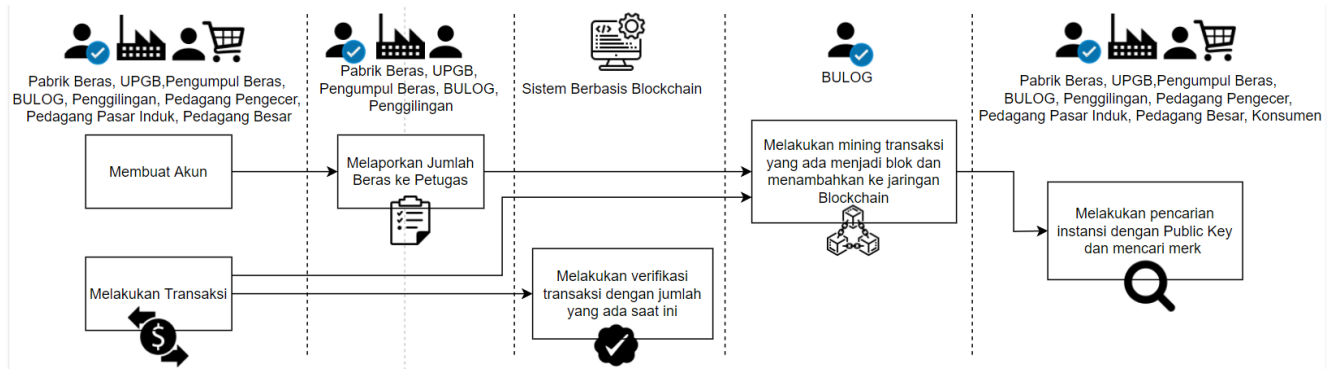 Pabrik Beras, UPGB,Pengumpul Beras,
BULOG, Penggilingan, Pedagang Pengecer,
Pedagang Pasar Induk, Pedagang Besar
Pabrik Beras, UPGB,
Pengumpul Beras, BULOG,
Penggilingan
Sistem Berbasis Blockchain
BULOG
Pabrik Beras, UPGB,Pengumpul Beras,
BULOG, Penggilingan, Pedagang Pengecer,
Pedagang Pasar Induk, Pedagang Besar, Konsumen
Membuat Akun
Melaporkan Jumlah
Beras ke Petugas
Melakukan mining transaksi
yang ada menjadi blok dan
menambahkan ke jaringan
Blockchain
Melakukan pencarian
instansi dengan Public Key
dan mencari merk
Melakukan Transaksi
$
Melakukan verifikasi
transaksi dengan jumlah
yang ada saat ini